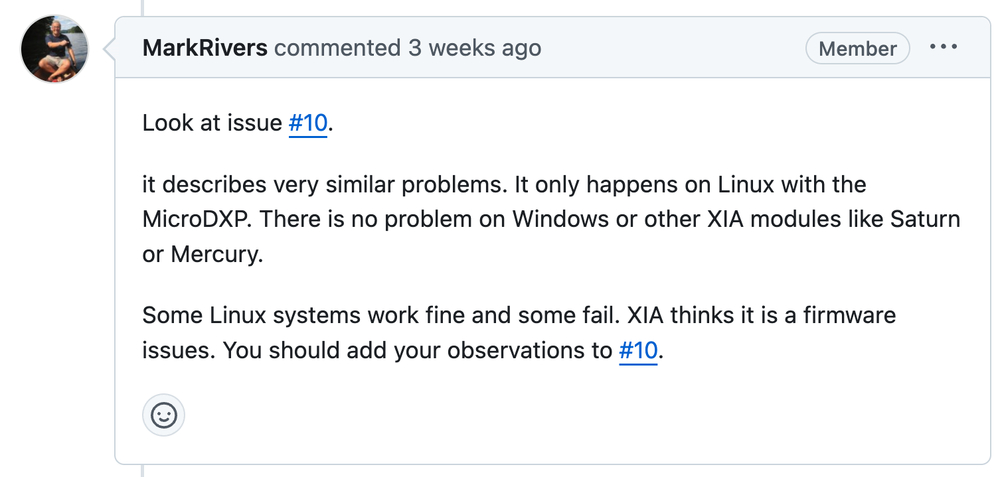 MarkRivers commented 3 weeks ago
Member
Look at issue #10.
it describes very similar problems. It only happens on Linux with the
MicroDXP. There is no problem on Windows or other XIA modules like Saturn
or Mercury.
Some Linux systems work fine and some fail. XIA thinks it is a firmware
issues. You should add your observations to #10.